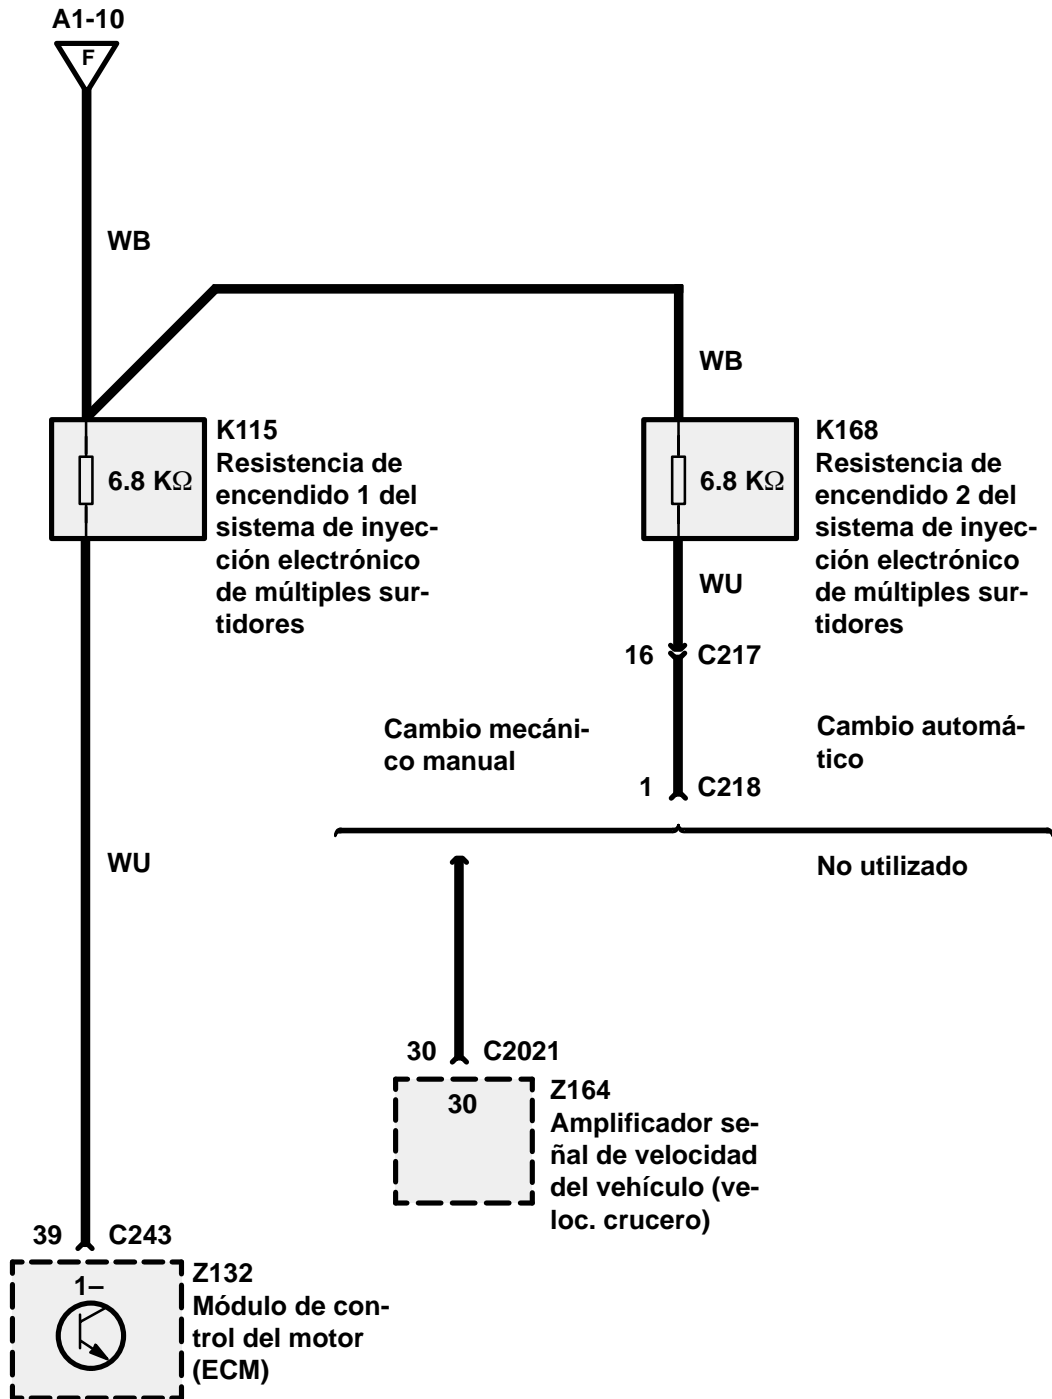 A1-10
F
WB
WB
K115
Resistencia de
encendido 1 del
sistema de inyec-
ción electrónico
de múltiples sur-
tidores
6.8 KΩ
K168
Resistencia de
encendido 2 del
sistema de inyec-
ción electrónico
de múltiples sur-
tidores
6.8 KΩ
WU
16 C217
Cambio mecáni-
co manual
Cambio automá-
tico
1 C218
WU
No utilizado
30 C2021
30
Z164
Amplificador se-
ñal de velocidad
del vehículo (ve-
loc. crucero)
39 C243
1–
Z132
Módulo de con-
trol del motor
(ECM)